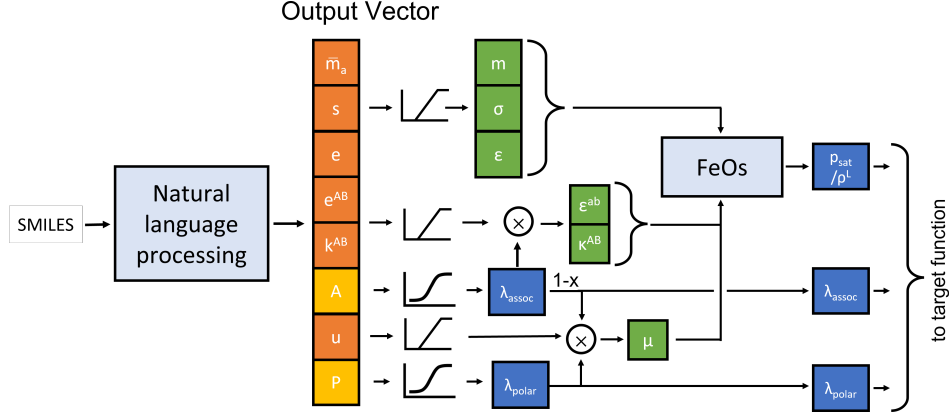 Output Vector
SMILES
Natural
language
processing
m̅ₐ
s
e
eᴬᴮ
kᴬᴮ
A
u
P
m
σ
ε
×
εᵃᵇ
κᴬᴮ
λassoc
1-x
×
μ
λpolar
FeOs
psat
/ρᴸ
λassoc
λpolar
to target function